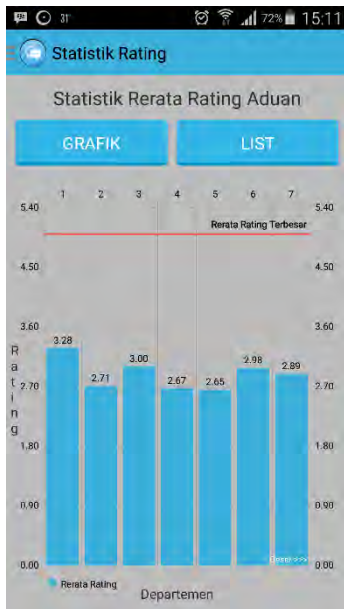 31° 72% 15:11
Statistik Rating
Statistik Rerata Rating Aduan
GRAFIK LIST
1 2 3 4 5 6 7
5.40 5.40
Rerata Rating Terbesar
4.50 4.50
3.60 3.60
3.28 2.71 3.00 2.67 2.65 2.98 2.89
Rating
2.70 2.70
1.80 1.80
0.90 0.90
0.00 0.00
Rerata Rating
Departemen